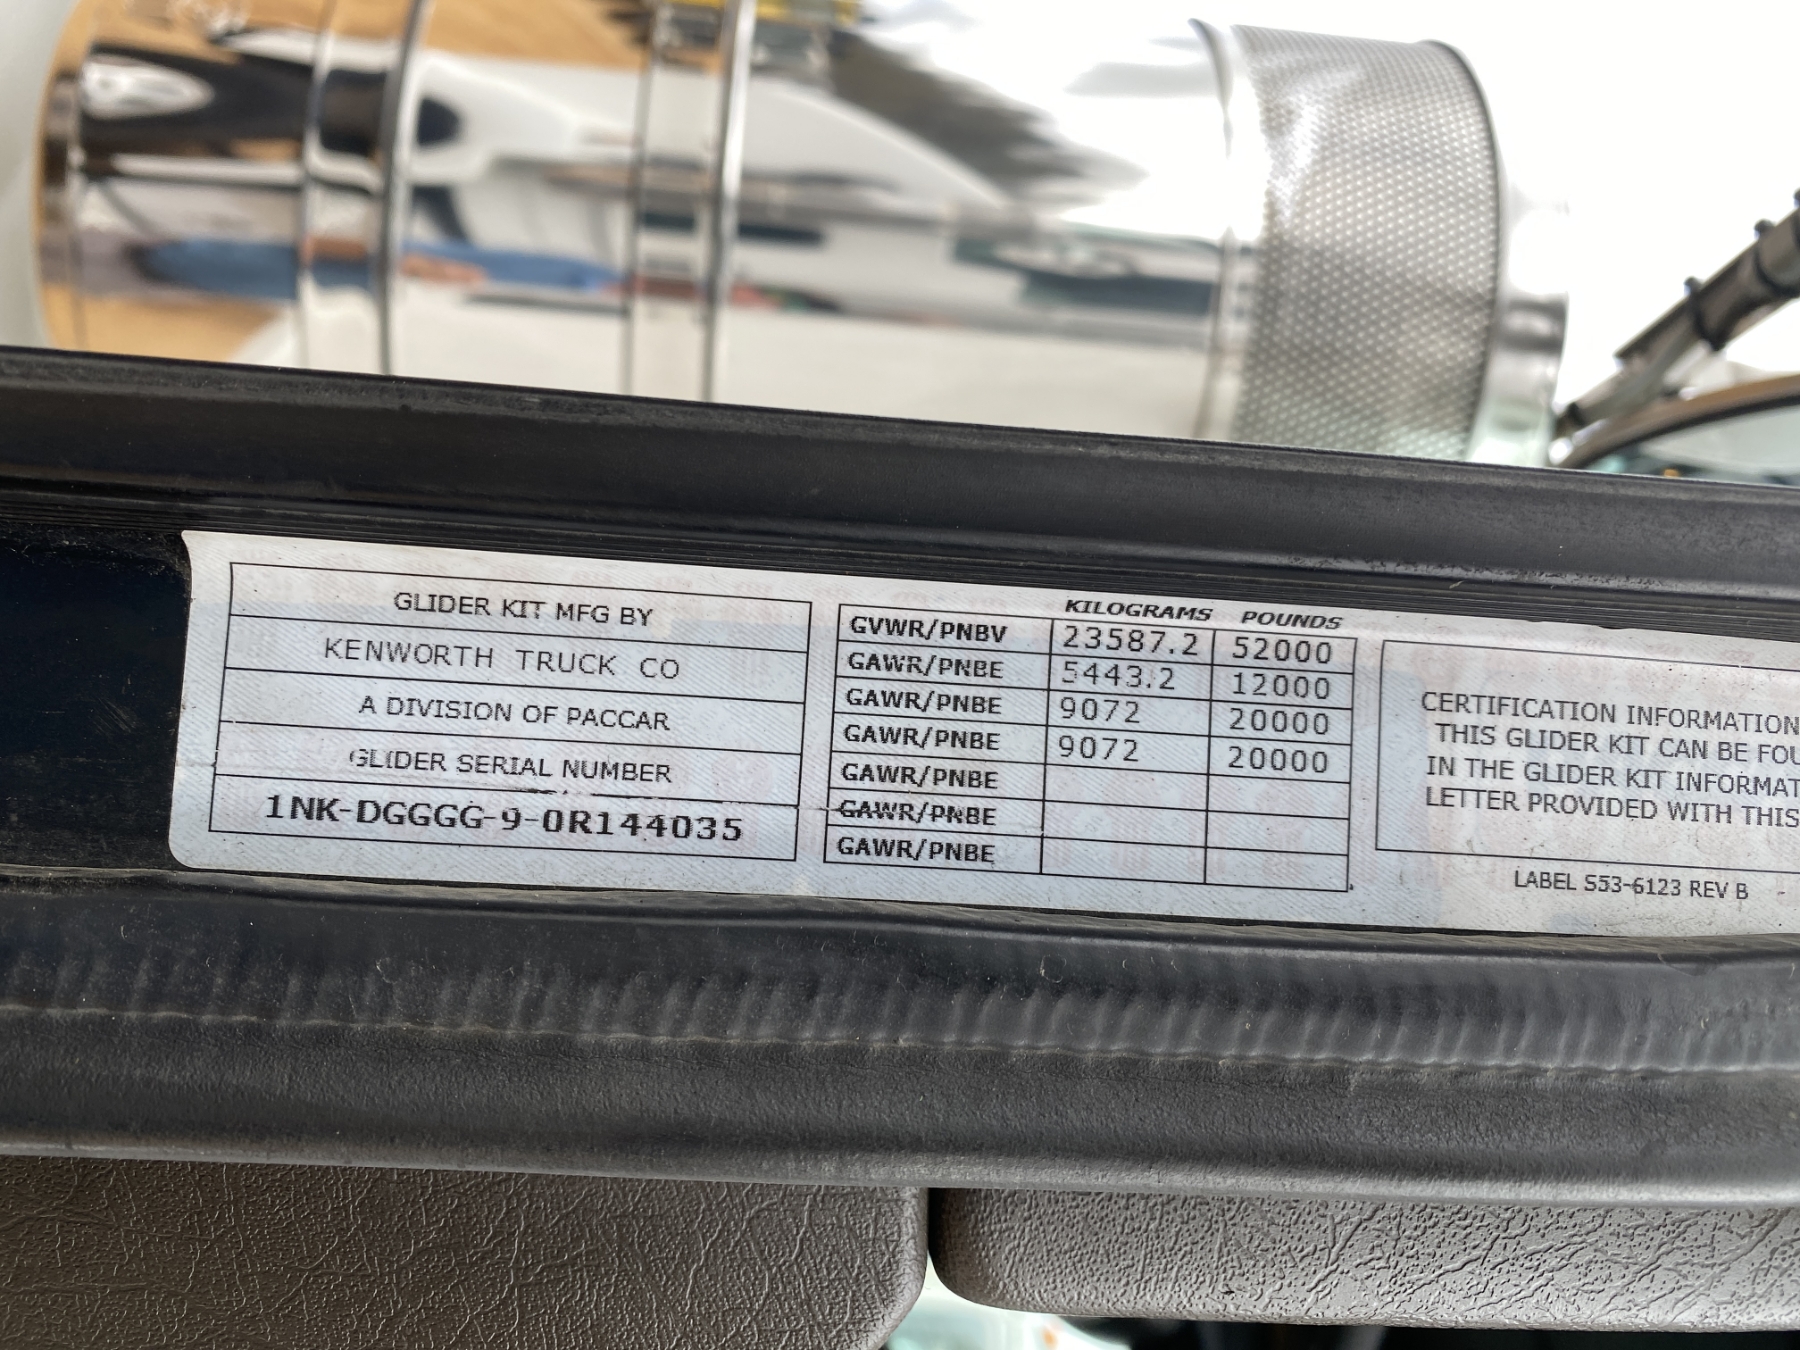 GLIDER KIT MFG BY
KENWORTH TRUCK CO
A DIVISION OF PACCAR
GLIDER SERIAL NUMBER
1NK-DGGGG-9-0R144035
KILOGRAMS POUNDS
GVWR/PNBV 23587.2 52000
GAWR/PNBE 5443.2 12000
GAWR/PNBE 9072 20000
GAWR/PNBE 9072 20000
GAWR/PNBE
GAWR/PNBE
GAWR/PNBE
CERTIFICATION INFORMATION
THIS GLIDER KIT CAN BE FOU
IN THE GLIDER KIT INFORMAT
LETTER PROVIDED WITH THIS
LABEL S53-6123 REV B